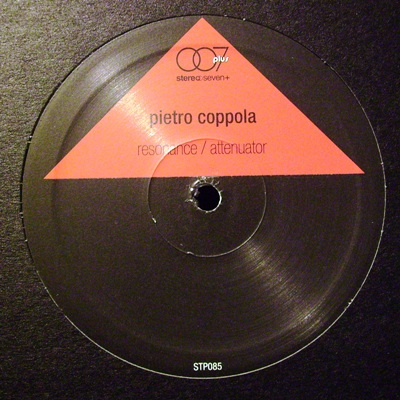 007
plus
stereo:seven+
pietro coppola
resonance / attenuator
STP085